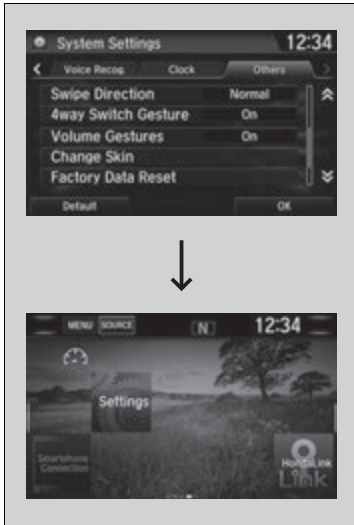 System Settings 12:34
Voice Recog. Clock Others
Swipe Direction Normal
4way Switch Gesture On
Volume Gestures On
Change Skin
Factory Data Reset
Default OK
MENU SOURCE N 12:34
Settings
Smartphone
Connection
HondaLink
Link